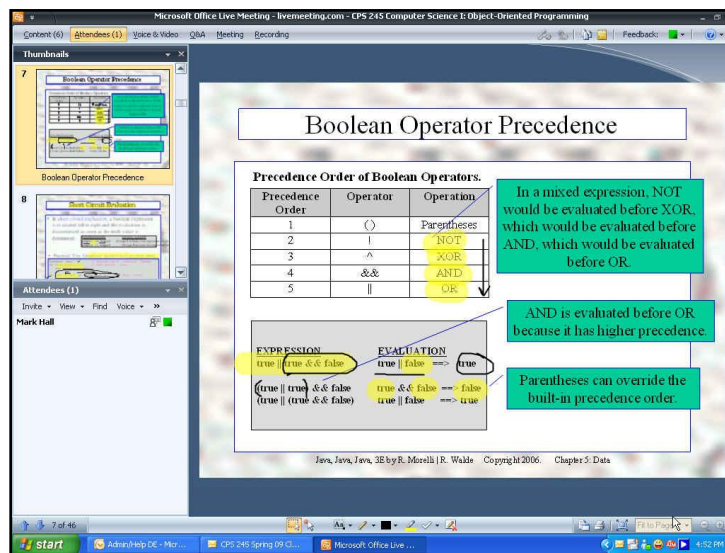 Microsoft Office Live Meeting - livemeeting.com - CPS 245 Computer Science I: Object-Oriented Programming
Content (6) Attendees (1) Voice & Video Q&A Meeting Recording
Feedback:
Thumbnails
7
Boolean Operator Precedence
Boolean Operator Precedence
8
Short Circuit Evaluation
Attendees (1)
Invite View Find Voice »
Mark Hall
Boolean Operator Precedence
Precedence Order of Boolean Operators.
Precedence Order Operator Operation
1 () Parentheses
2 ! NOT
3 ^ XOR
4 && AND
5 || OR
In a mixed expression, NOT
would be evaluated before XOR,
which would be evaluated before
AND, which would be evaluated
before OR.
AND is evaluated before OR
because it has higher precedence.
Parentheses can override the
built-in precedence order.
EXPRESSION EVALUATION
true || true && false true || false ==> true
((true || true) && false true && false ==> false
(true || (true && false) true || false ==> true
Java, Java, Java, 3E by R. Morelli | R. Walde Copyright 2006. Chapter 5: Data
7 of 46
Aa
Fit to Page
start Admin/Help DE - Micr... CPS 245 Spring 09 Cl... Microsoft Office Live ... 4:52 PM